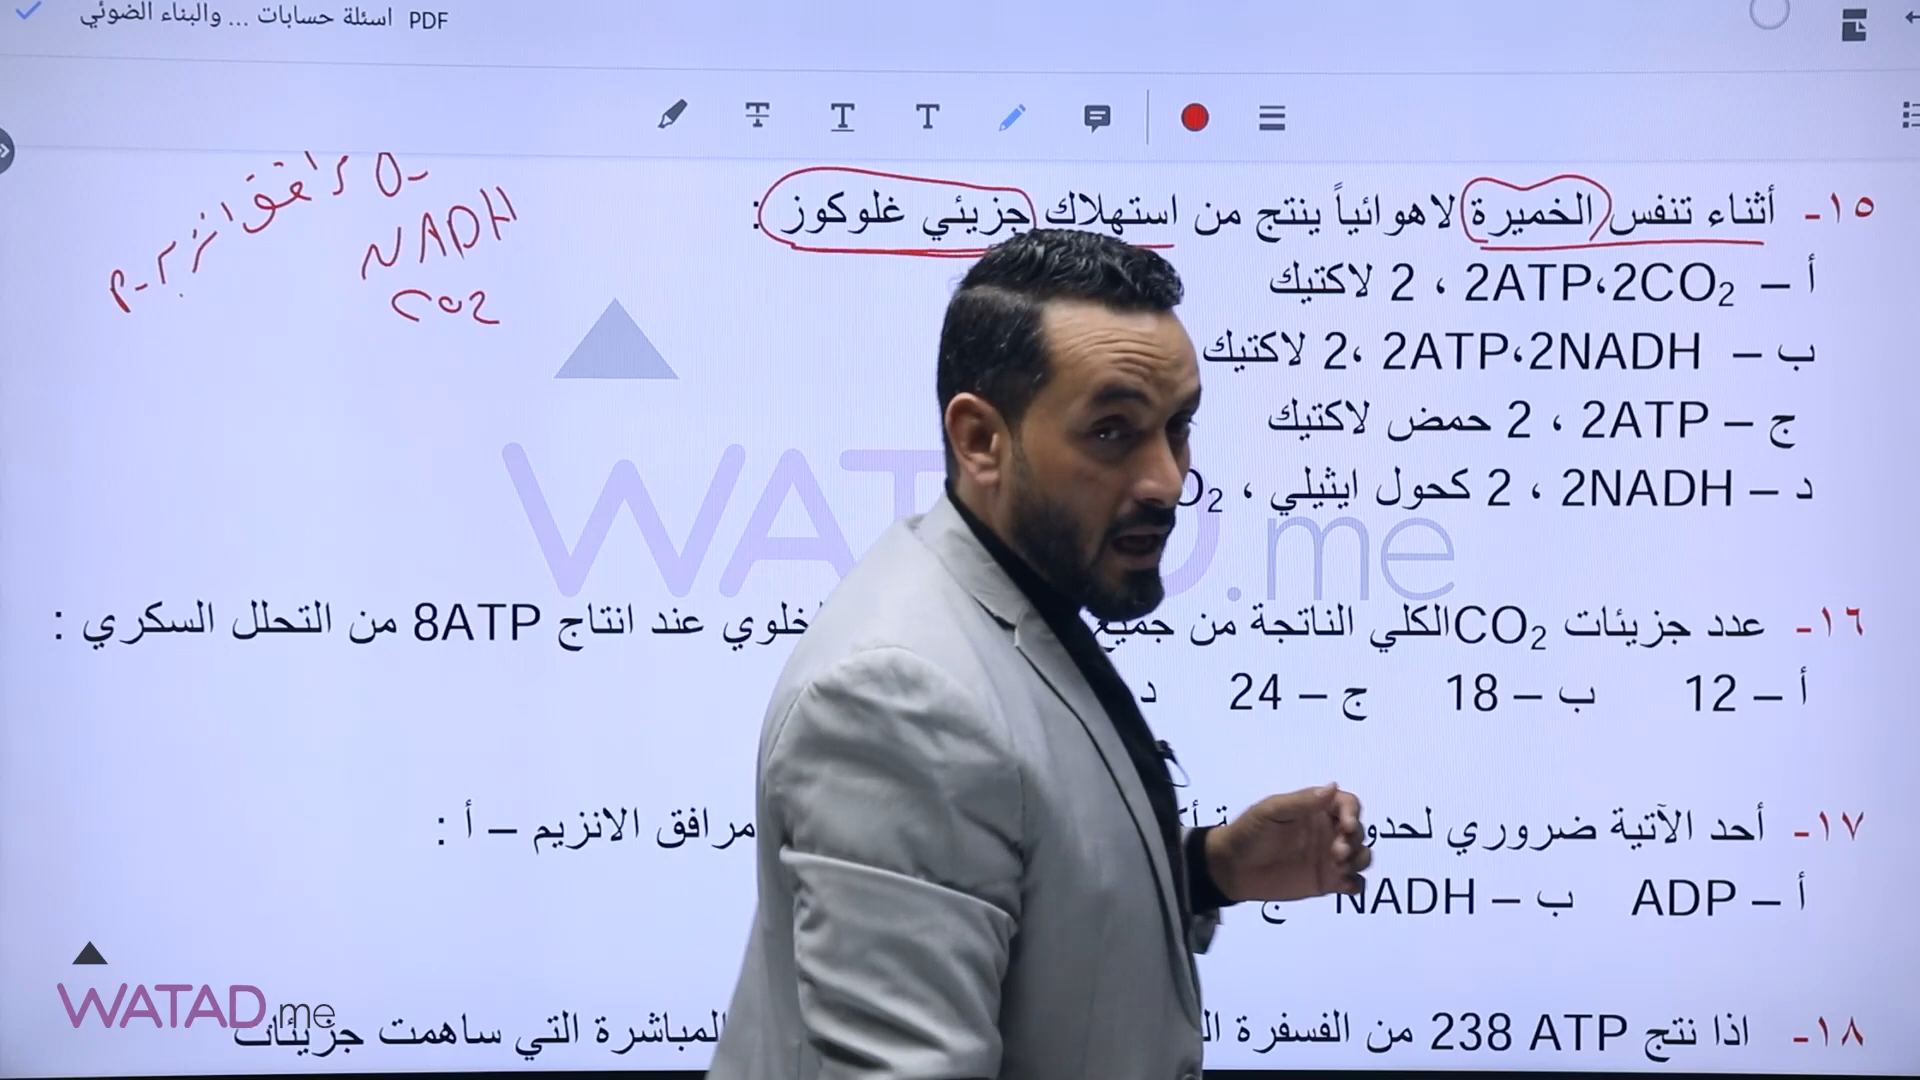 اسئلة حسابات ... والبناء الضوئي PDF
NADH
CO2
١٥- أثناء تنفس الخميرة لاهوائياً ينتج من استهلاك جزيئي غلوكوز :
أ – 2CO₂،2ATP ، 2 لاكتيك
ب – 2NADH،2ATP ،2 لاكتيك
ج – 2ATP ، 2 حمض لاكتيك
د – 2NADH ، 2 كحول ايثيلي ، O₂
WATAD.me
١٦- عدد جزيئات CO₂الكلي الناتجة من جميع خلوي عند انتاج 8ATP من التحلل السكري :
أ – 12 ب – 18 ج – 24 د
١٧- أحد الآتية ضروري مرافق الانزيم – أ :
أ – ADP ب – NADH ج
١٨- اذا نتج 238 ATP من الفسفرة المباشرة التي ساهمت جزيئات
WATAD.me